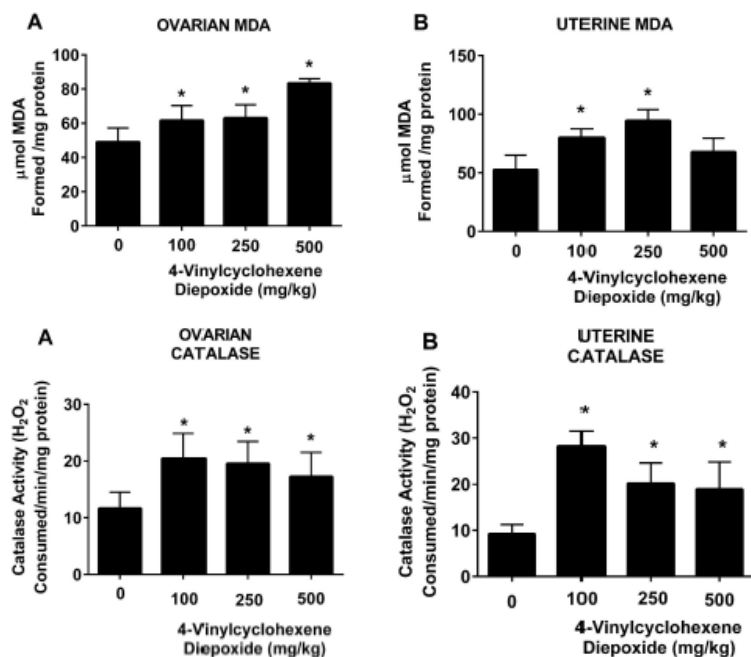 A
OVARIAN MDA
μmol MDA
Formed /mg protein
100
80
60
40
20
0
*
*
*
0 100 250 500
4-Vinylcyclohexene
Diepoxide (mg/kg)
B
UTERINE MDA
μmol MDA
Formed /mg protein
150
100
50
0
*
*
0 100 250 500
4-Vinylcyclohexene
Diepoxide (mg/kg)
A
OVARIAN
CATALASE
Catalase Activity (H₂O₂
Consumed/min/mg protein)
30
20
10
0
*
*
*
0 100 250 500
4-Vinylcyclohexene
Diepoxide (mg/kg)
B
UTERINE
CATALASE
Catalase Activity (H₂O₂
Consumed/min/mg protein)
40
30
20
10
0
*
*
*
0 100 250 500
4-Vinylcyclohexene
Diepoxide (mg/kg)